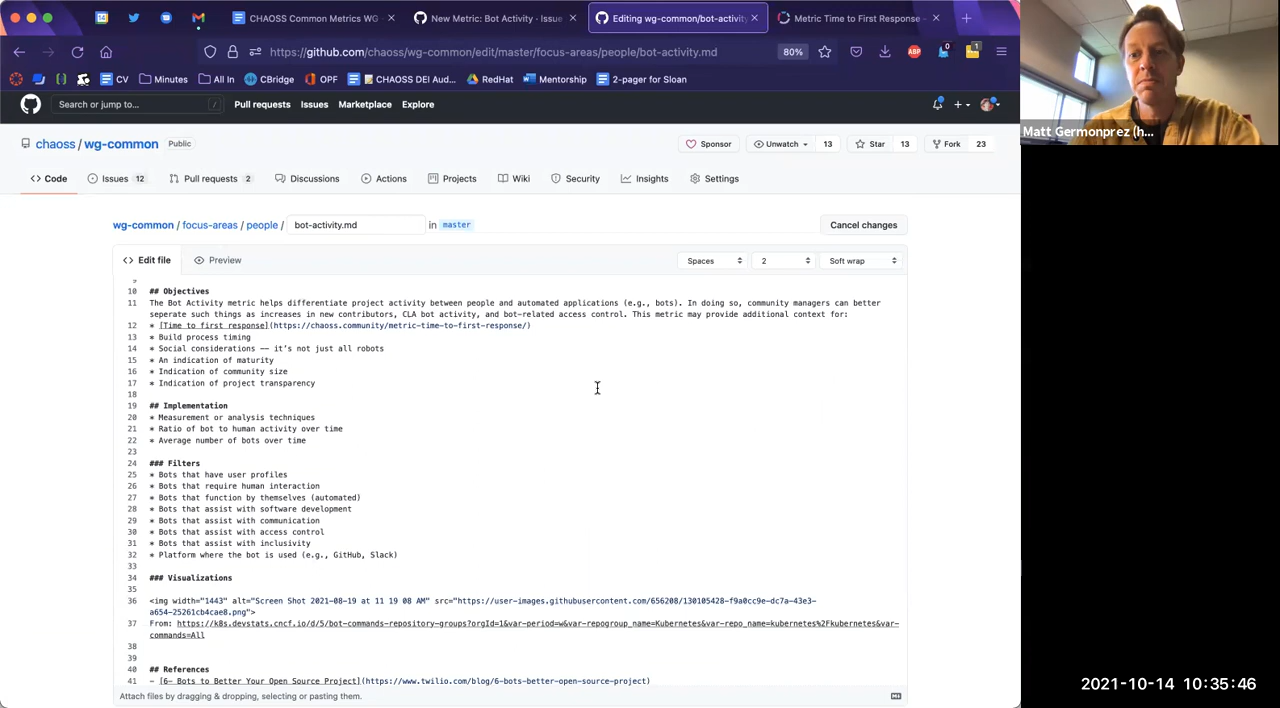 CHAOSS Common Metrics WG -
New Metric: Bot Activity - Issue
Editing wg-common/bot-activity
Metric Time to First Response -
https://github.com/chaoss/wg-common/edit/master/focus-areas/people/bot-activity.md
80%
ABP
0
1
CV
Minutes
All In
CBridge
OPF
CHAOSS DEI Aud...
RedHat
Mentorship
2-pager for Sloan
Search or jump to...
/
Pull requests
Issues
Marketplace
Explore
chaoss / wg-common
Public
Sponsor
Unwatch
13
Star
13
Fork
23
Code
Issues 12
Pull requests 2
Discussions
Actions
Projects
Wiki
Security
Insights
Settings
wg-common / focus-areas / people / bot-activity.md in master
Cancel changes
Edit file
Preview
Spaces
2
Soft wrap
9
10 ## Objectives
11 The Bot Activity metric helps differentiate project activity between people and automated applications (e.g., bots). In doing so, community managers can better
seperate such things as increases in new contributors, CLA bot activity, and bot-related access control. This metric may provide additional context for:
12 * [Time to first response](https://chaoss.community/metric-time-to-first-response/)
13 * Build process timing
14 * Social considerations –– it's not just all robots
15 * An indication of maturity
16 * Indication of community size
17 * Indication of project transparency
18
19 ## Implementation
20 * Measurement or analysis techniques
21 * Ratio of bot to human activity over time
22 * Average number of bots over time
23
24 ### Filters
25 * Bots that have user profiles
26 * Bots that require human interaction
27 * Bots that function by themselves (automated)
28 * Bots that assist with software development
29 * Bots that assist with communication
30 * Bots that assist with access control
31 * Bots that assist with inclusivity
32 * Platform where the bot is used (e.g., GitHub, Slack)
33
34 ### Visualizations
35
36 <img width="1443" alt="Screen Shot 2021-08-19 at 11 19 08 AM" src="https://user-images.githubusercontent.com/656208/130105428-f9a0cc9e-dc7a-43e3-
a654-25261cb4cae8.png">
37 From: https://k8s.devstats.cncf.io/d/5/bot-commands-repository-groups?orgId=1&var-period=w&var-repogroup_name=Kubernetes&var-repo_name=kubernetes%2Fkubernetes&var-
commands=All
38
39
40 ## References
41 - [6- Bots to Better Your Open Source Project](https://www.twilio.com/blog/6-bots-better-open-source-project)
Attach files by dragging & dropping, selecting or pasting them.
Matt Germonprez (h...
2021-10-14 10:35:46